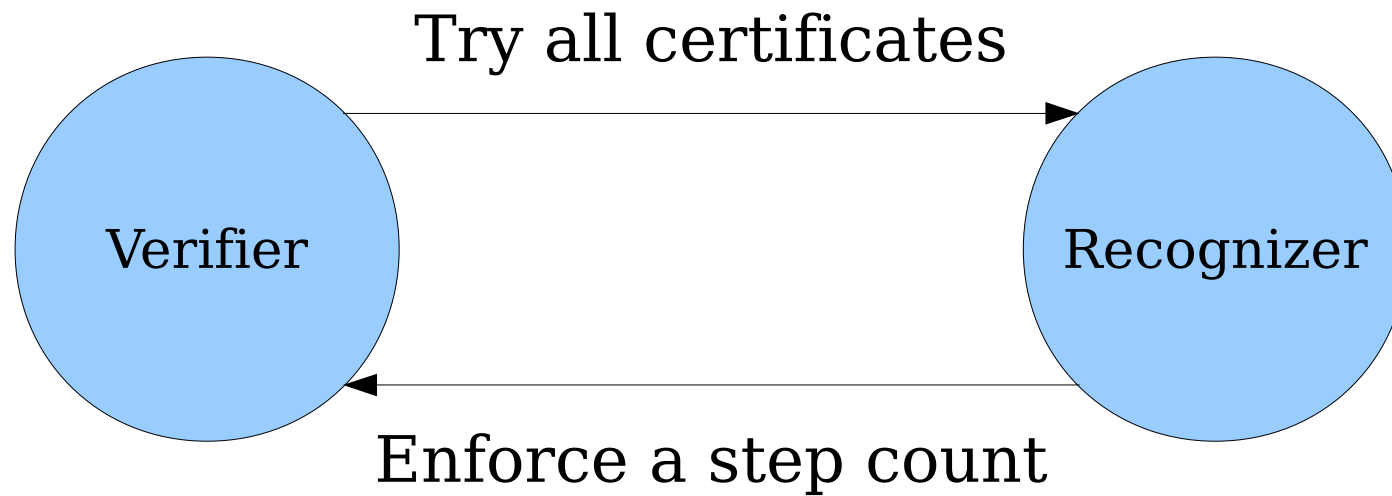 Try all certificates
Verifier
Recognizer
Enforce a step count